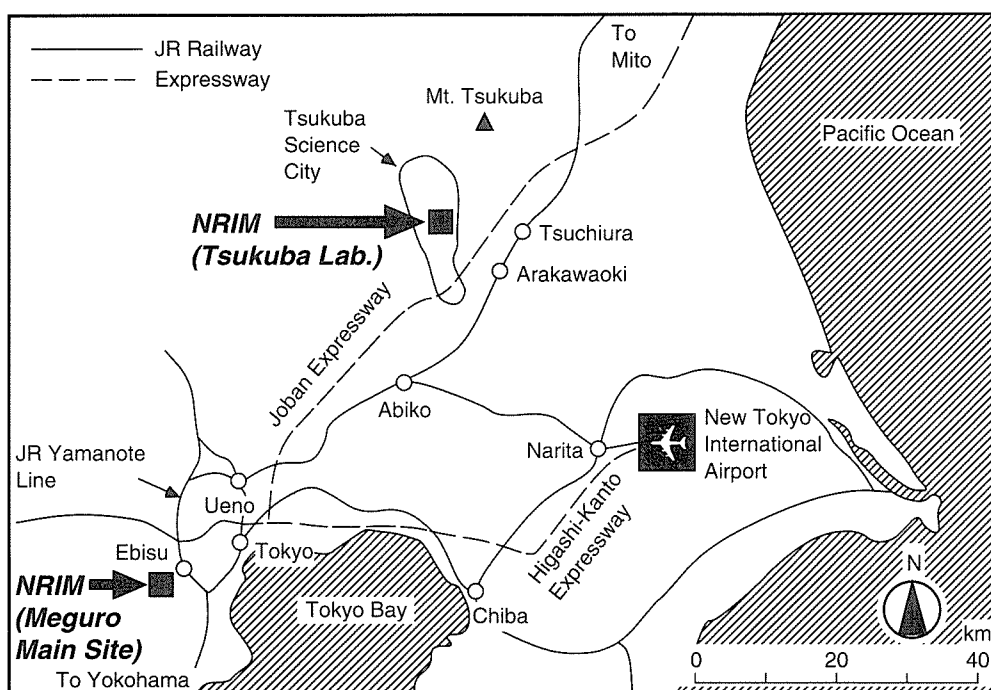 JR Railway
Expressway
To
Mito
Mt. Tsukuba
Tsukuba
Science
City
Pacific Ocean
NRIM
(Tsukuba Lab.)
Tsuchiura
Arakawaoki
Joban Expressway
Abiko
New Tokyo
International
Airport
Narita
JR Yamanote
Line
Ueno
Higashi-Kanto
Expressway
Ebisu
Tokyo
NRIM
(Meguro
Main Site)
Tokyo Bay
Chiba
N
km
0 20 40
To Yokohama